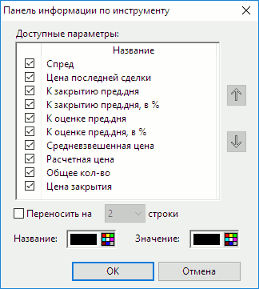 Панель информации по инструменту
Доступные параметры:
Название
Спред
Цена последней сделки
К закрытию пред.дня
К закрытию пред.дня, в %
К оценке пред.дня
К оценке пред.дня, в %
Средневзвешенная цена
Расчетная цена
Общее кол-во
Цена закрытия
Переносить на 2 строки
Название: Значение:
OK Отмена